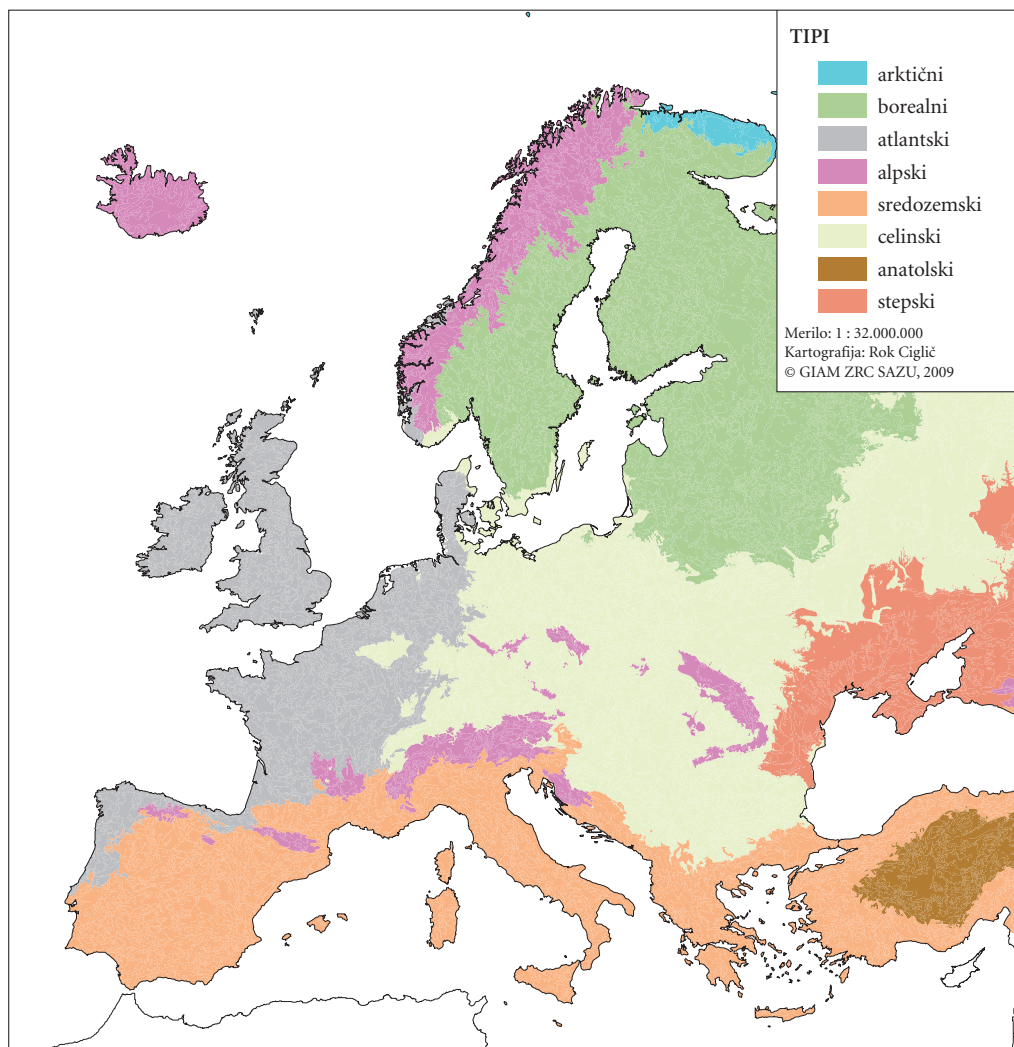 TIPI
arktični
borealni
atlantski
alpski
sredozemski
celinski
anatolski
stepski
Merilo: 1 : 32.000.000
Kartografija: Rok Ciglič
© GIAM ZRC SAZU, 2009